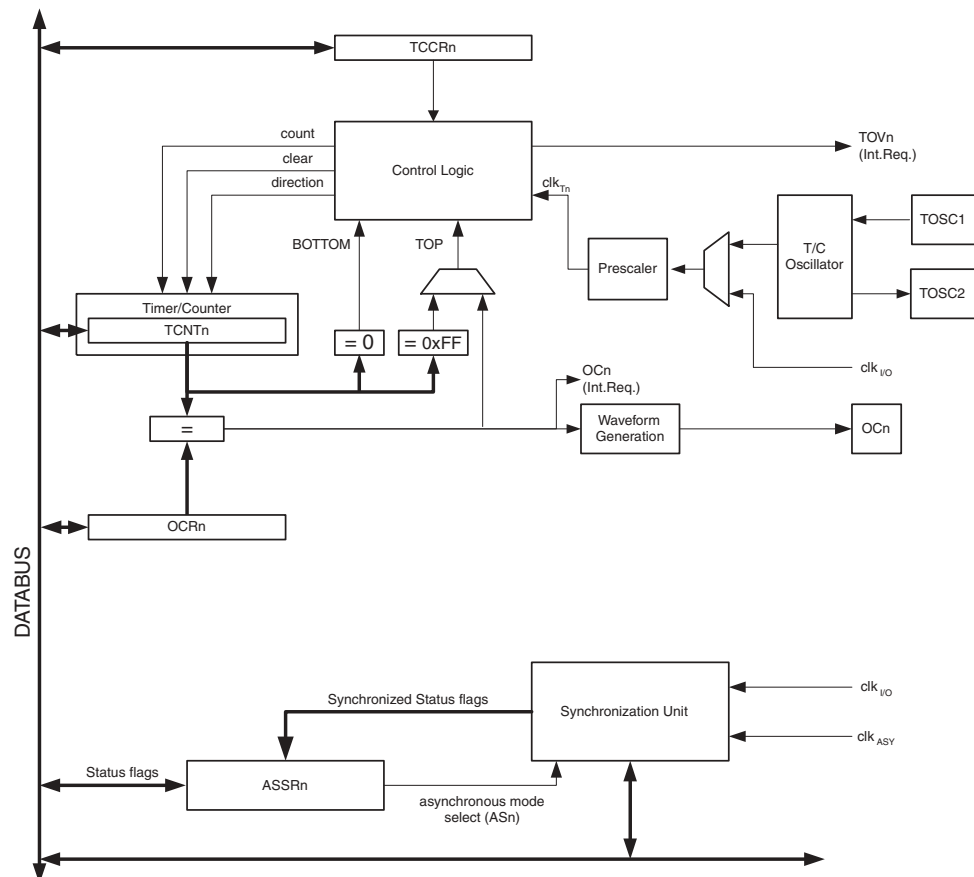 TCCRn
count
clear
direction
Control Logic
TOVn
(Int.Req.)
clkTn
TOSC1
T/C
Oscillator
TOSC2
Prescaler
BOTTOM
TOP
Timer/Counter
TCNTn
= 0
= 0xFF
clkI/O
OCn
(Int.Req.)
=
Waveform
Generation
OCn
OCRn
DATABUS
Synchronized Status flags
Synchronization Unit
clkI/O
clkASY
Status flags
ASSRn
asynchronous mode
select (ASn)